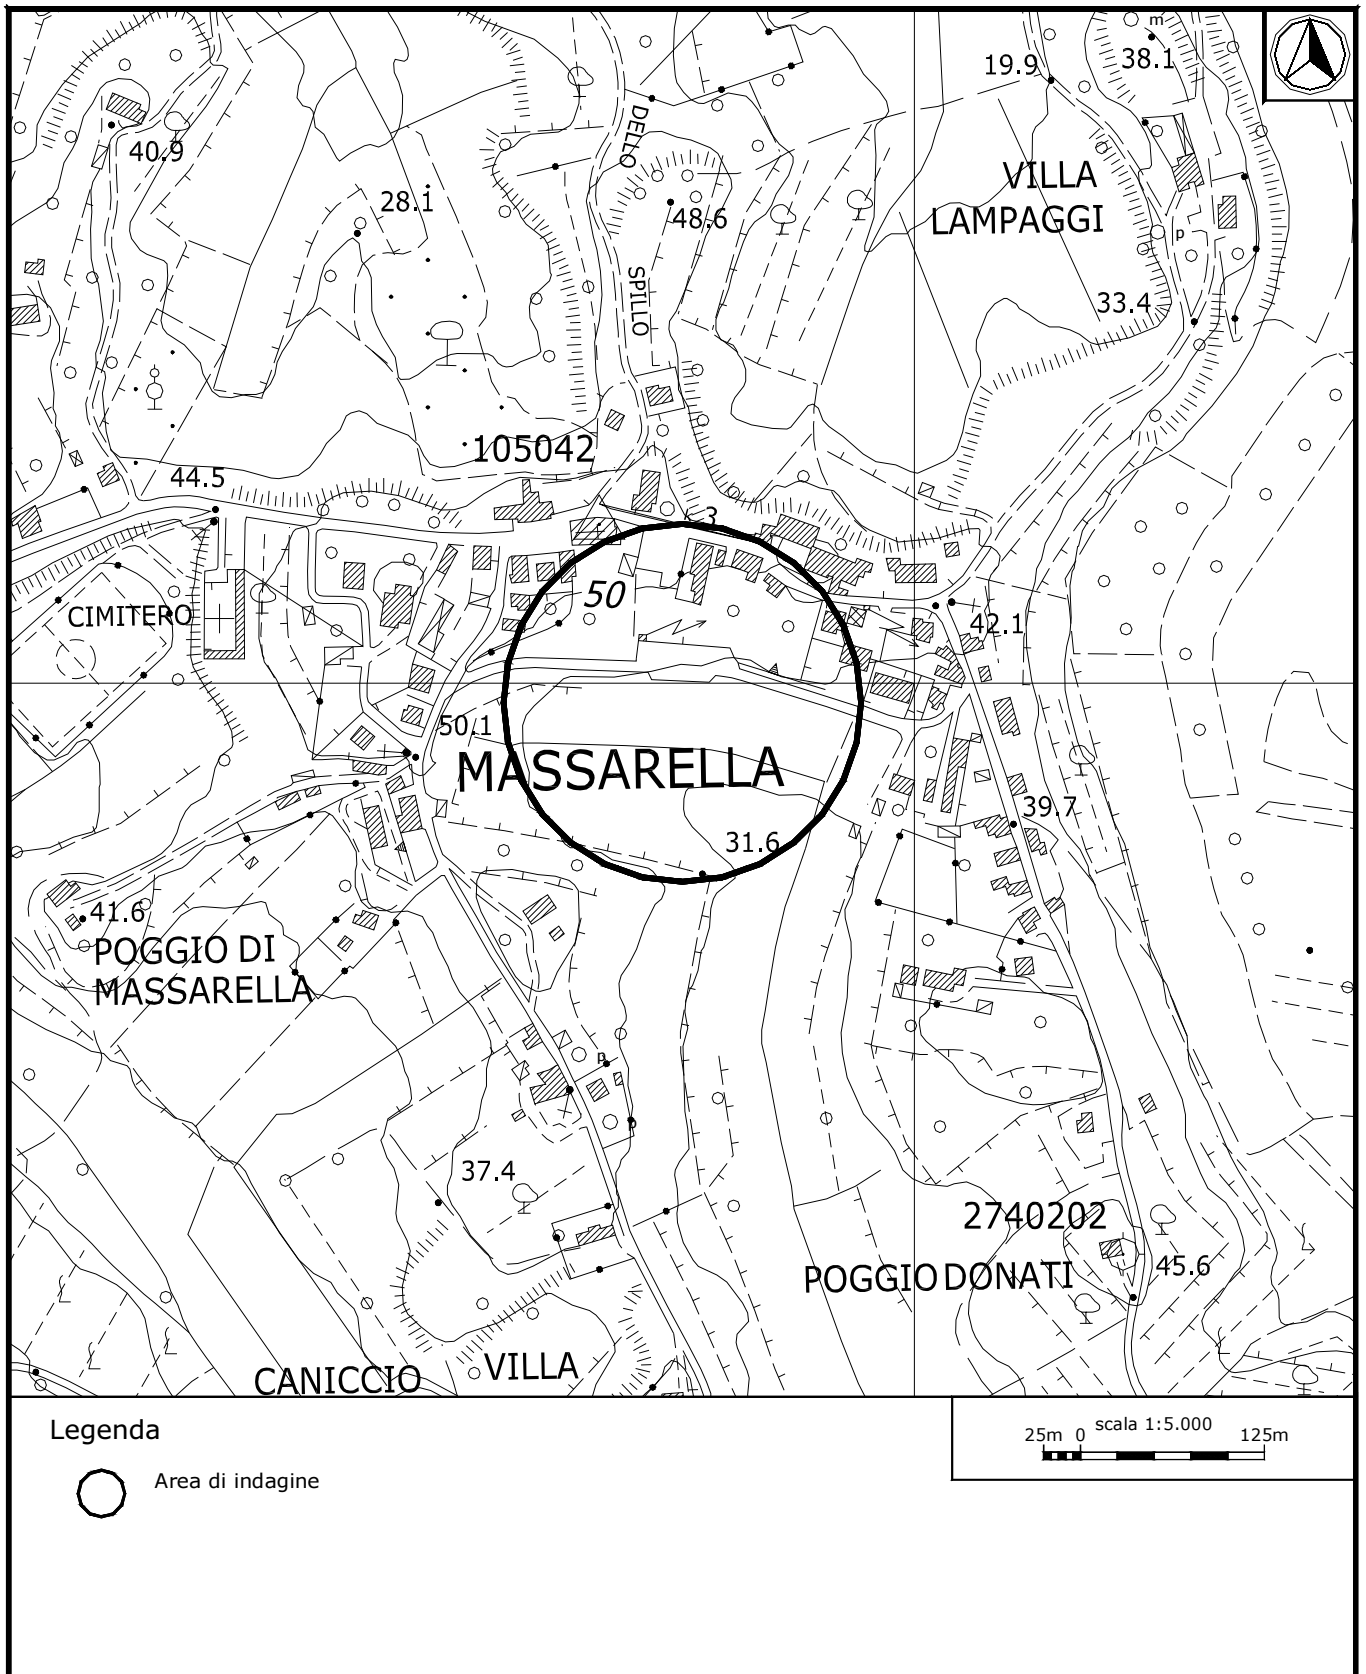 m
19.9
38.1
DELLO
40.9
VILLA
LAMPAGGI
28.1
48.6
p
SPILLO
33.4
105042
44.5
3
50
CIMITERO
42.1
50.1
MASSARELLA
39.7
31.6
41.6
POGGIO DI
MASSARELLA
p
p
37.4
2740202
POGGIO DONATI
45.6
CANICCIO
VILLA
Legenda
Area di indagine
scala 1:5.000
25m 0 125m